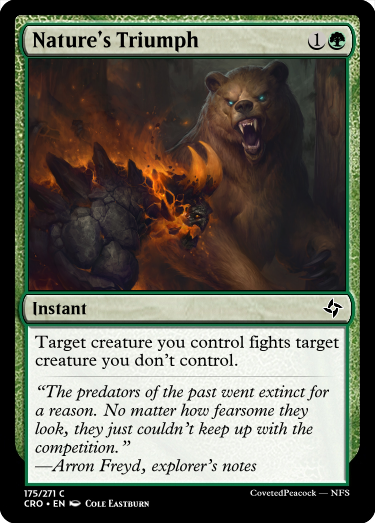 Nature's Triumph 1
Instant
Target creature you control fights target
creature you don't control.
“The predators of the past went extinct for
a reason. No matter how fearsome they
look, they just couldn't keep up with the
competition.”
—Arron Freyd, explorer's notes
175/271 C
CRO • EN Cole Eastburn
CovetedPeacock — NFS